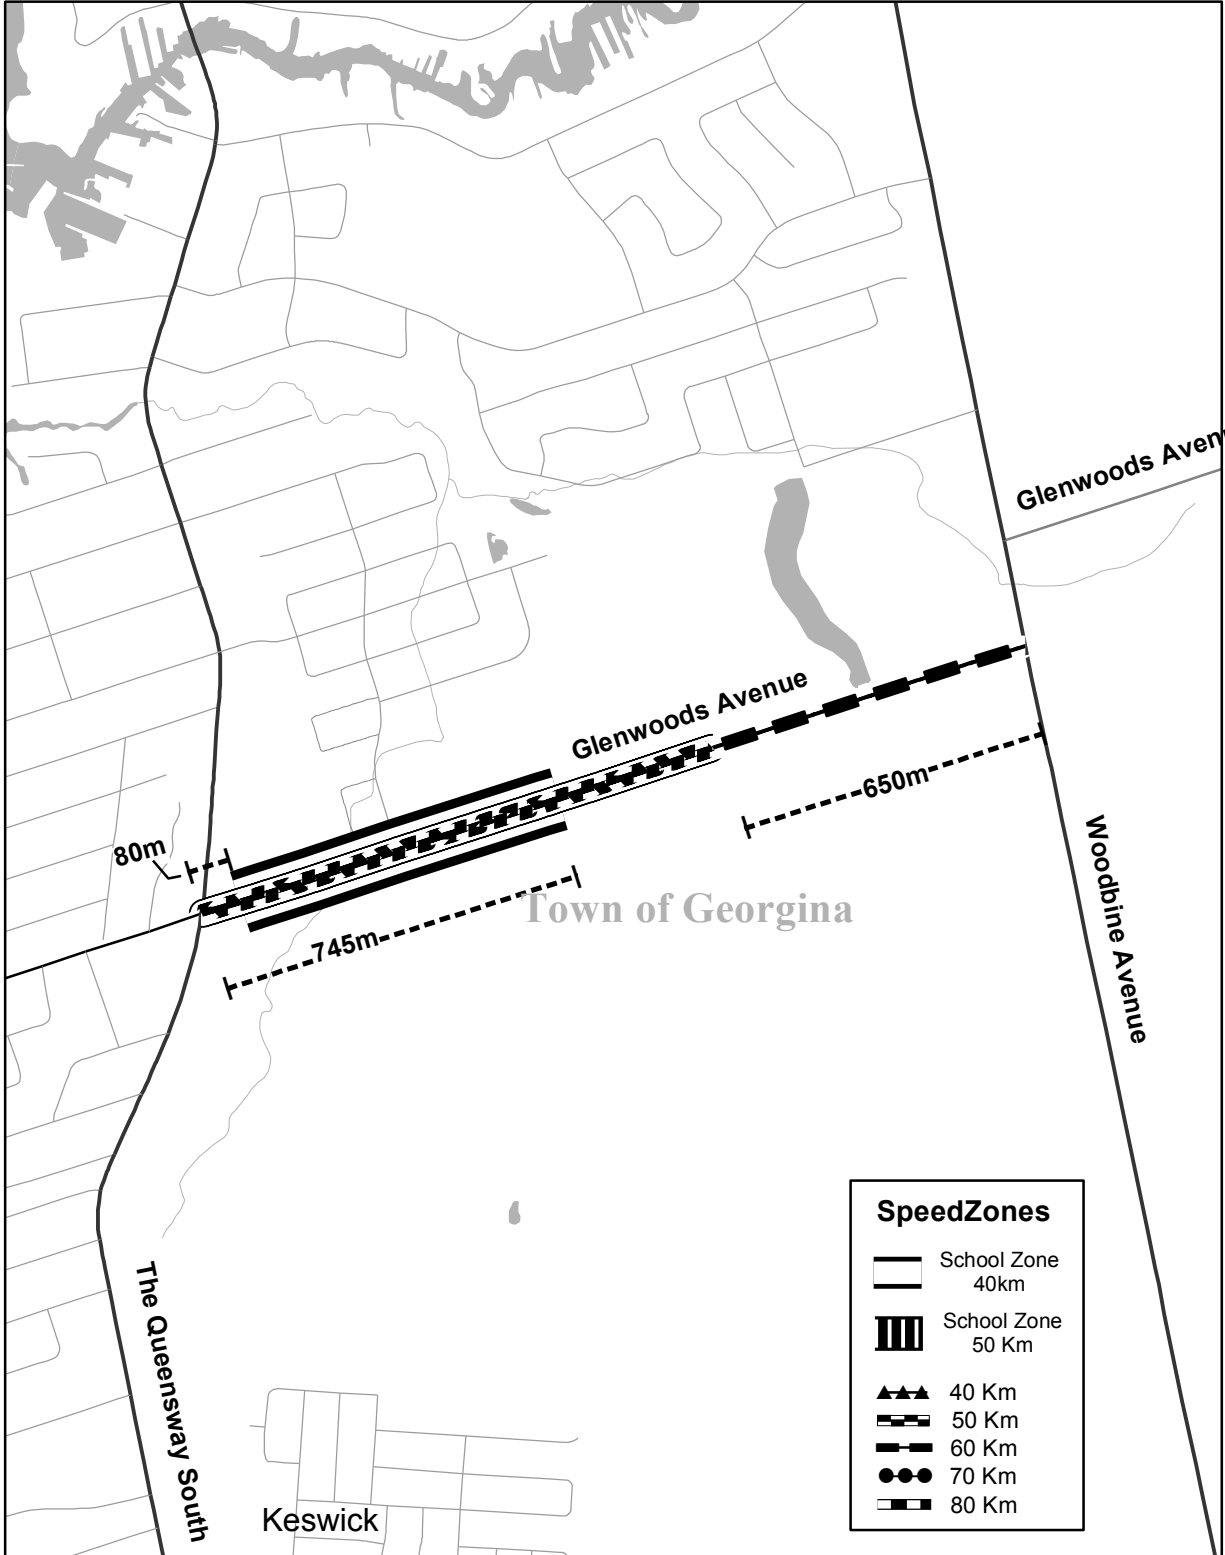 Glenwoods Aven
Glenwoods Avenue
650m
80m
Town of Georgina
745m
Woodbine Avenue
The Queensway South
Keswick
SpeedZones
School Zone
40km
School Zone
50 Km
40 Km
50 Km
60 Km
70 Km
80 Km